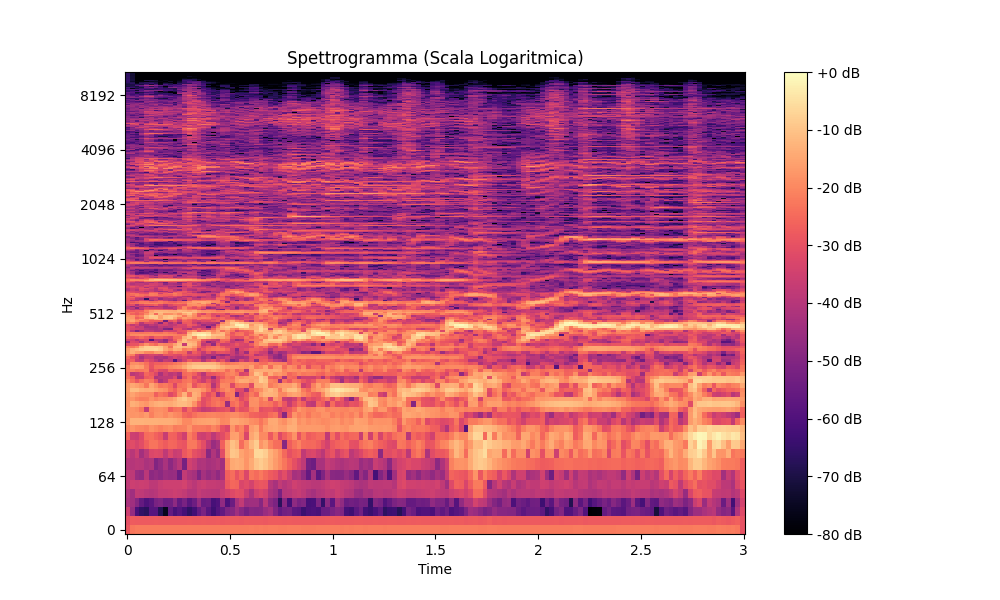 Spettrogramma (Scala Logaritmica)
8192
4096
2048
1024
512
256
128
64
0
Hz
0
0.5
1
1.5
2
2.5
3
Time
+0 dB
-10 dB
-20 dB
-30 dB
-40 dB
-50 dB
-60 dB
-70 dB
-80 dB